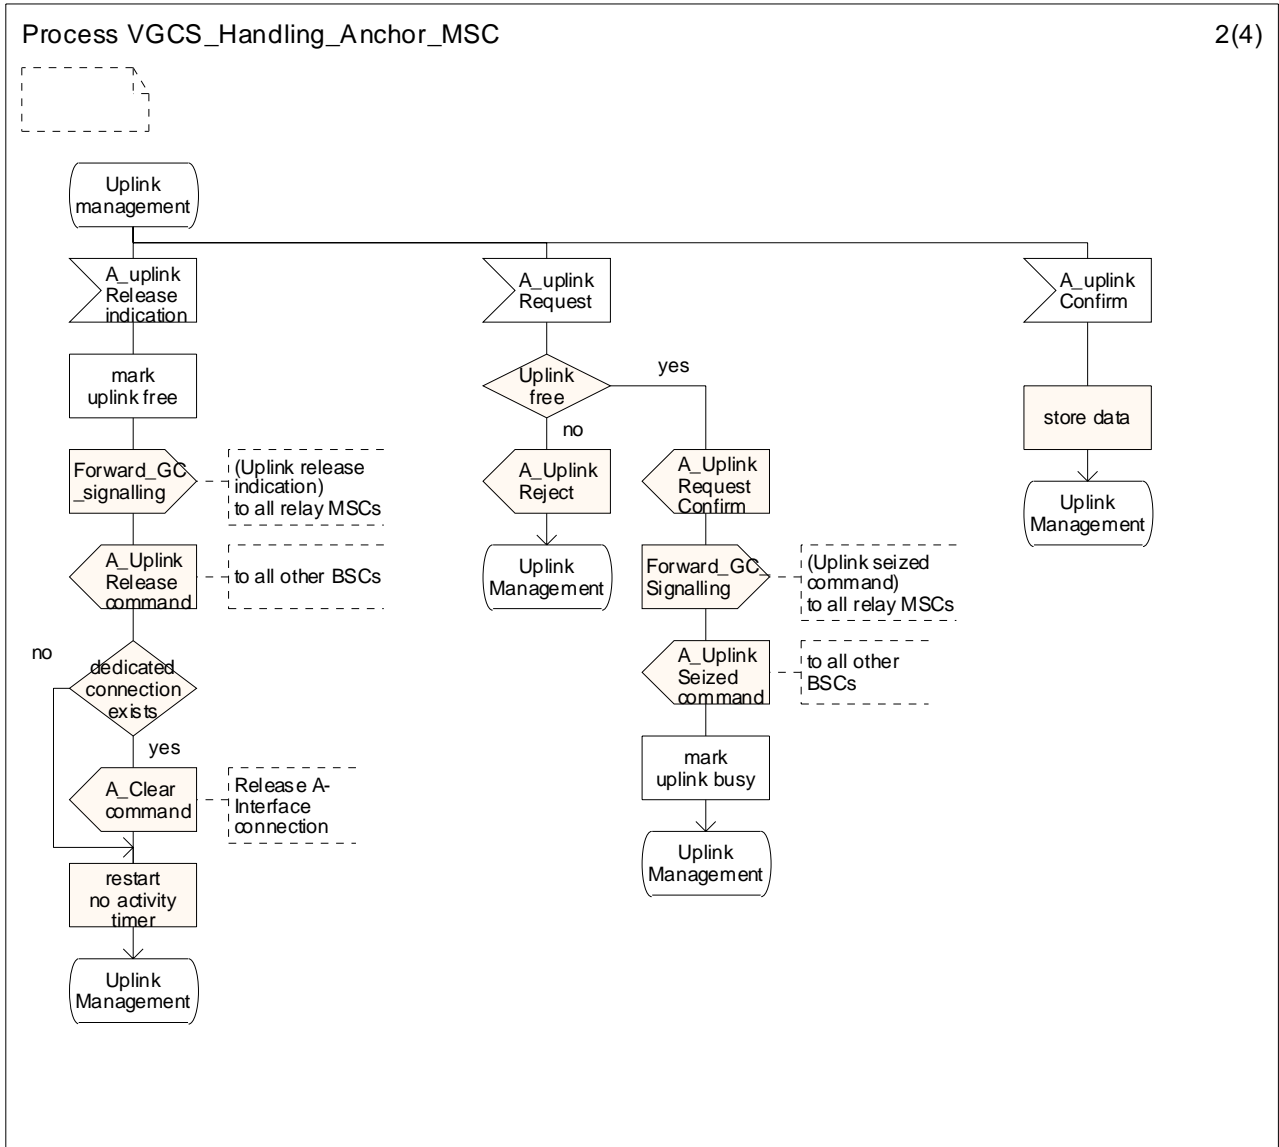 Process VGCS_Handling_Anchor_MSC
2(4)
Uplink
management
A_uplink
Release
indication
mark
uplink free
Forward_GC
_signalling
(Uplink release
indication)
to all relay MSCs
A_Uplink
Release
command
to all other BSCs
no
dedicated
connection
exists
yes
A_Clear
command
Release A-
Interface
connection
restart
no activity
timer
Uplink
Management
A_uplink
Request
Uplink
free
yes
no
A_Uplink
Reject
Uplink
Management
A_Uplink
Request
Confirm
Forward_GC
Signalling
(Uplink seized
command)
to all relay MSCs
A_Uplink
Seized
command
to all other
BSCs
mark
uplink busy
Uplink
Management
A_uplink
Confirm
store data
Uplink
Management